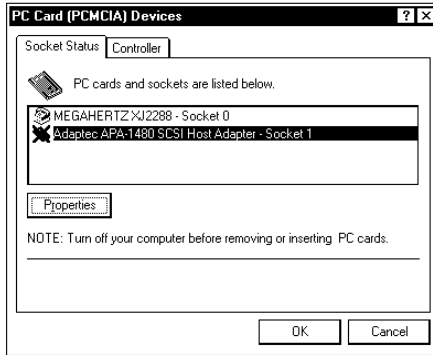 PC Card (PCMCIA) Devices
Socket Status Controller
PC cards and sockets are listed below.
MEGAHERTZ XJ2288 - Socket 0
Adaptec APA-1480 SCSI Host Adapter - Socket 1
Properties
NOTE: Turn off your computer before removing or inserting PC cards.
OK Cancel